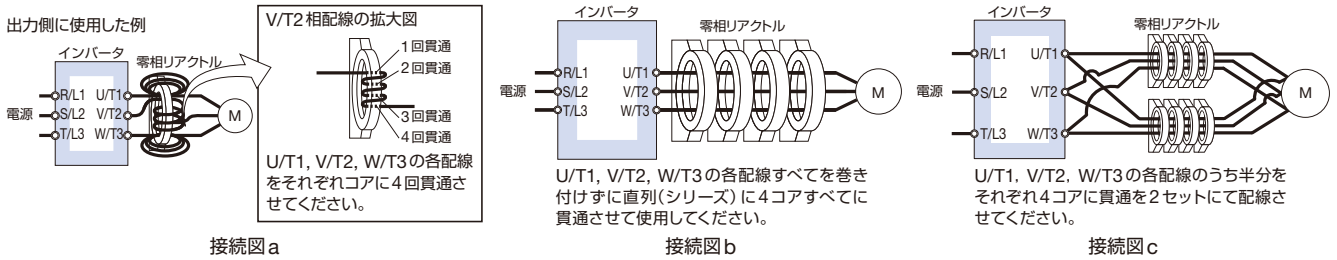 出力側に使用した例
インバータ
零相リアクトル
電源
R/L1 U/T1
S/L2 V/T2
T/L3 W/T3
M
V/T2相配線の拡大図
1回貫通
2回貫通
3回貫通
4回貫通
U/T1, V/T2, W/T3の各配線
をそれぞれコアに4回貫通さ
せてください。
接続図a
インバータ
零相リアクトル
電源
R/L1 U/T1
S/L2 V/T2
T/L3 W/T3
M
U/T1, V/T2, W/T3の各配線すべてを巻き
付けずに直列(シリーズ)に4コアすべてに
貫通させて使用してください。
接続図b
インバータ
零相リアクトル
電源
R/L1 U/T1
S/L2 V/T2
T/L3 W/T3
M
U/T1, V/T2, W/T3の各配線のうち半分を
それぞれ4コアに貫通を2セットにて配線さ
せてください。
接続図c